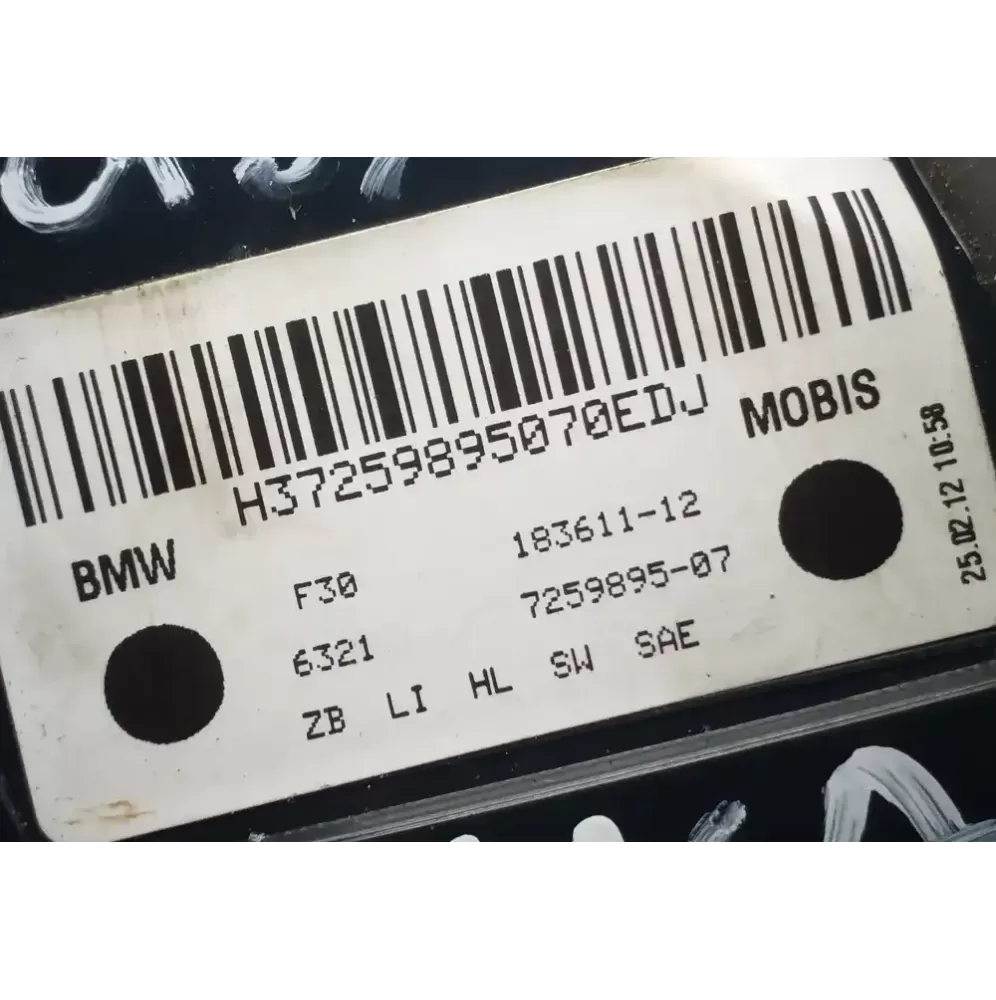 H37259895070EDJ
MOBIS
BMW
F30 183611-12
6321 7259895-07
ZB LI HL SW SAE
25.02.12 10:58